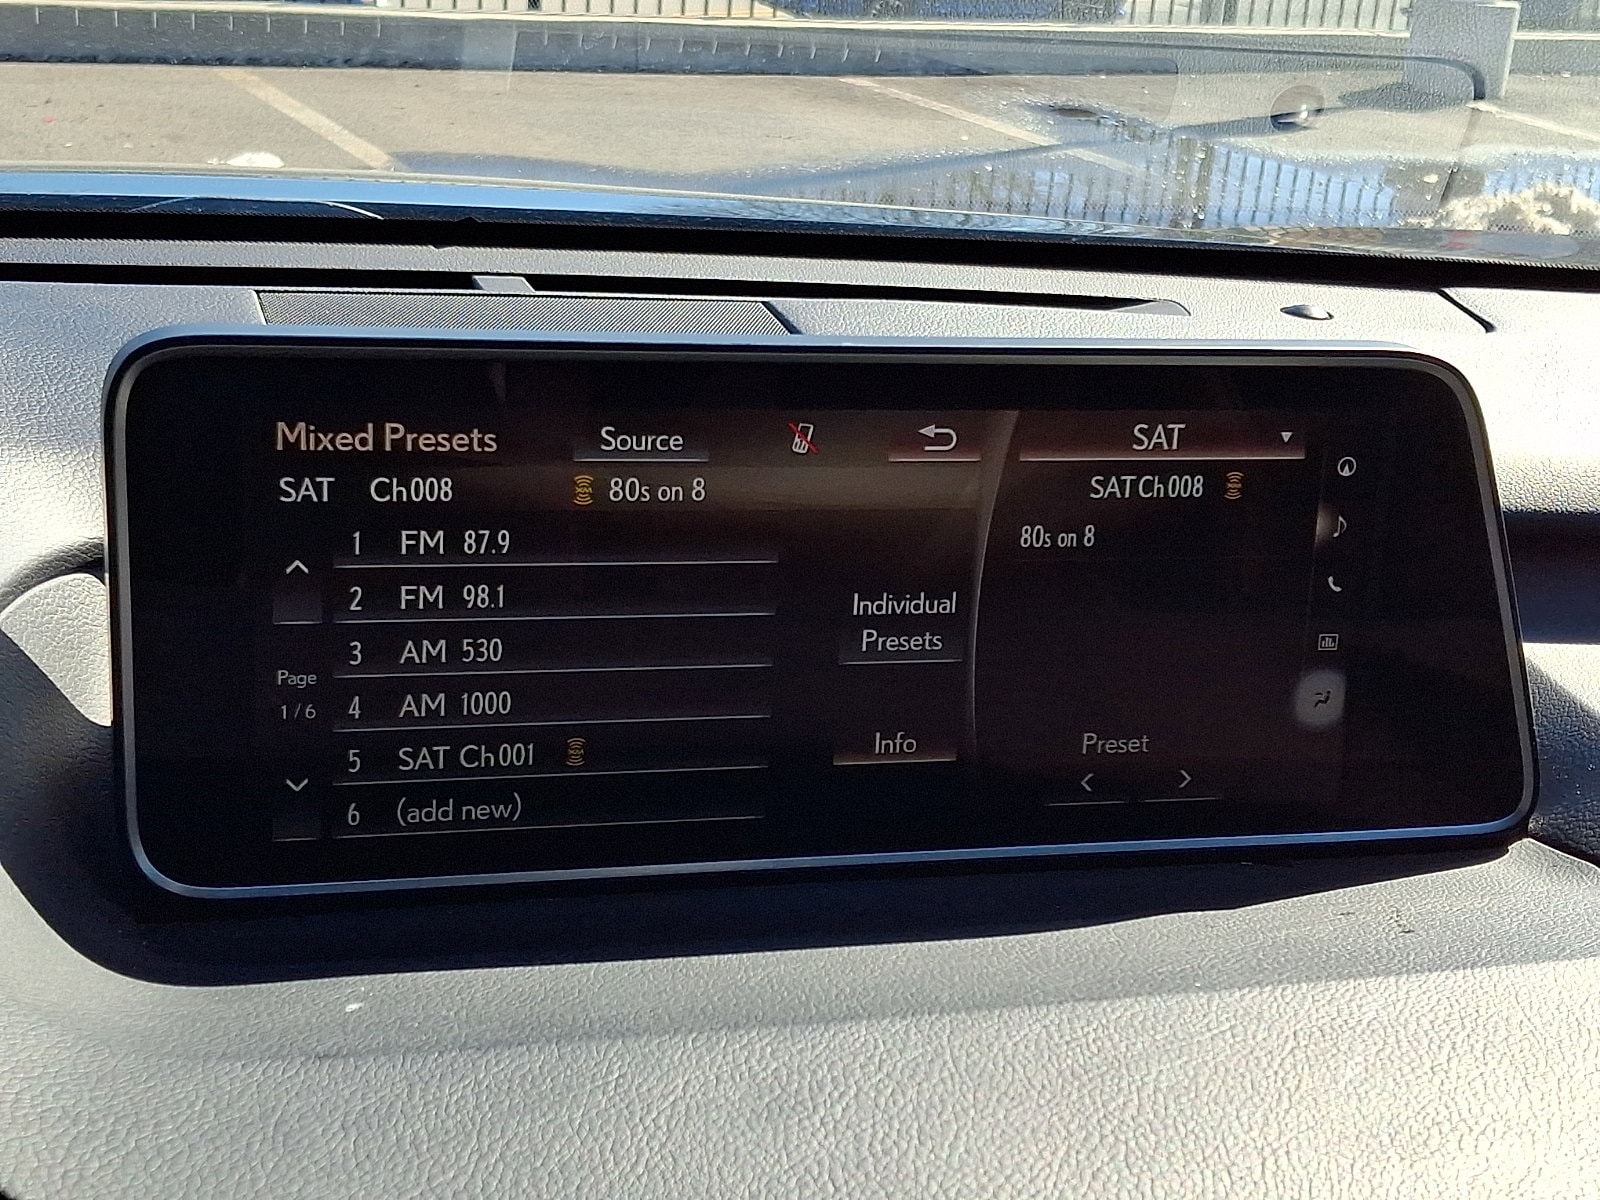 Mixed Presets Source SAT
SAT Ch008 80s on 8 SAT Ch008
80s on 8
1 FM 87.9
2 FM 98.1
3 AM 530
4 AM 1000
5 SAT Ch001
6 (add new)
Page
1/6
Individual
Presets
Info
Preset